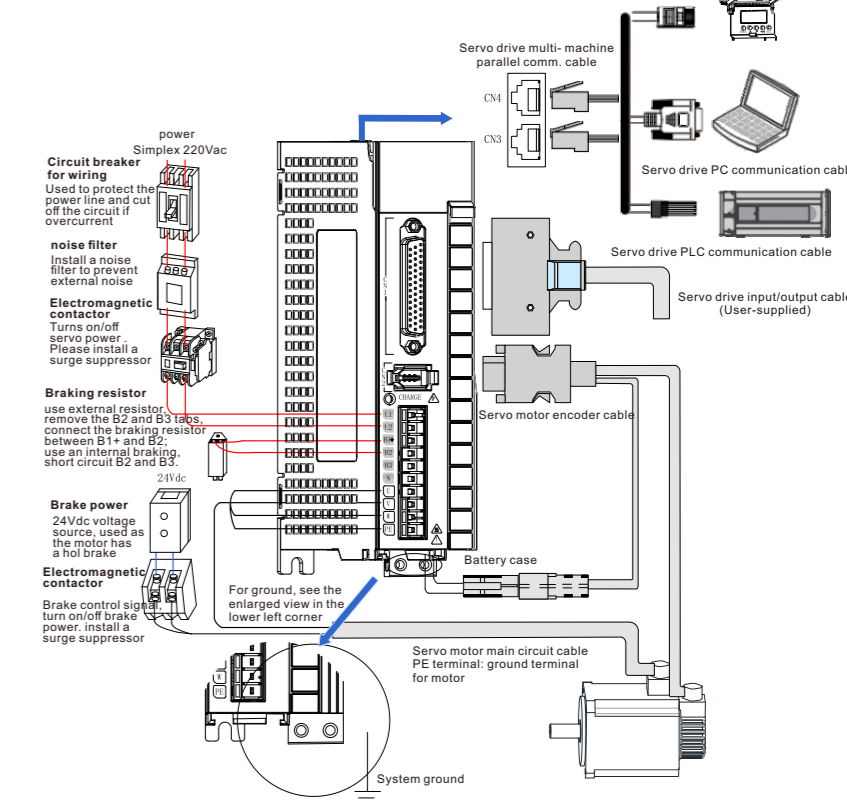 Servo drive multi- machine
parallel comm. cable
CN4
CN3
power
Simplex 220Vac
Circuit breaker
for wiring
Used to protect the
power line and cut
off the circuit if
overcurrent
noise filter
Install a noise
filter to prevent
external noise
Electromagnetic
contactor
Turns on/off
servo power .
Please install a
surge suppressor
Braking resistor
use external resistor,
remove the B2 and B3 tabs,
connect the braking resistor
between B1+ and B2;
use an internal braking,
short circuit B2 and B3.
24Vdc
Brake power
24Vdc voltage
source, used as
the motor has
a hol brake
Electromagnetic
contactor
Brake control signal,
turn on/off brake
power. install a
surge suppressor
CN1
CHARGE
L1
L2
B1+
B2
B3
N
U
V
W
PE
Servo drive PC communication cabl
Servo drive PLC communication cable
Servo drive input/output cable
(User-supplied)
Servo motor encoder cable
Battery case
For ground, see the
enlarged view in the
lower left corner
Servo motor main circuit cable
PE terminal: ground terminal
for motor
W
PE
System ground